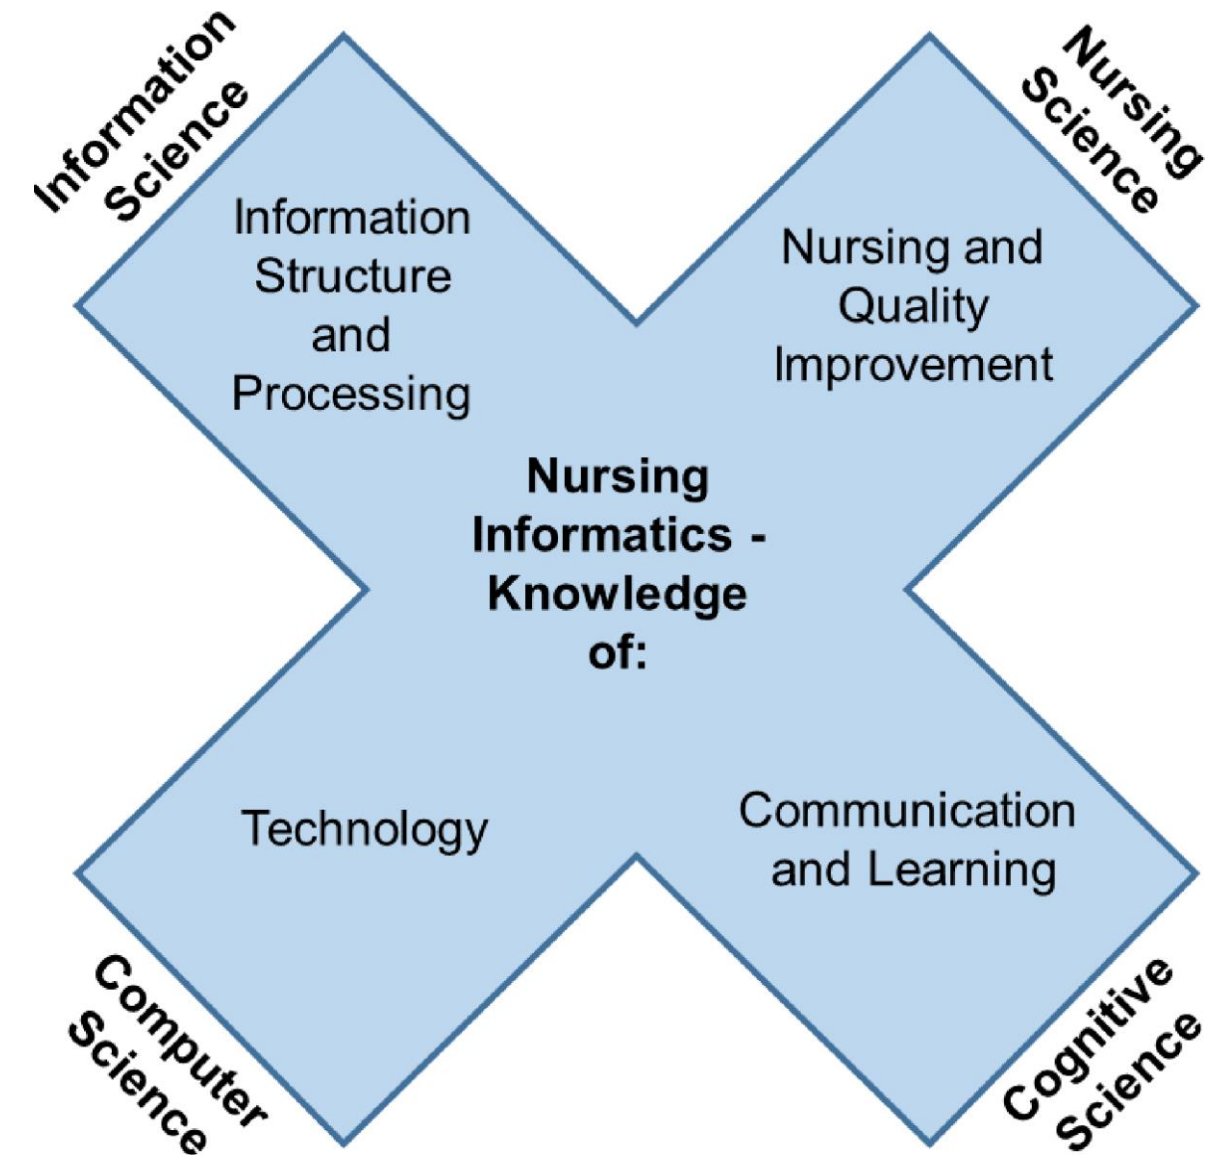 Information
Science
Nursing
Science
Information
Structure
and
Processing
Nursing and
Quality
Improvement
Nursing
Informatics -
Knowledge
of:
Technology
Communication
and Learning
Computer
Science
Cognitive
Science